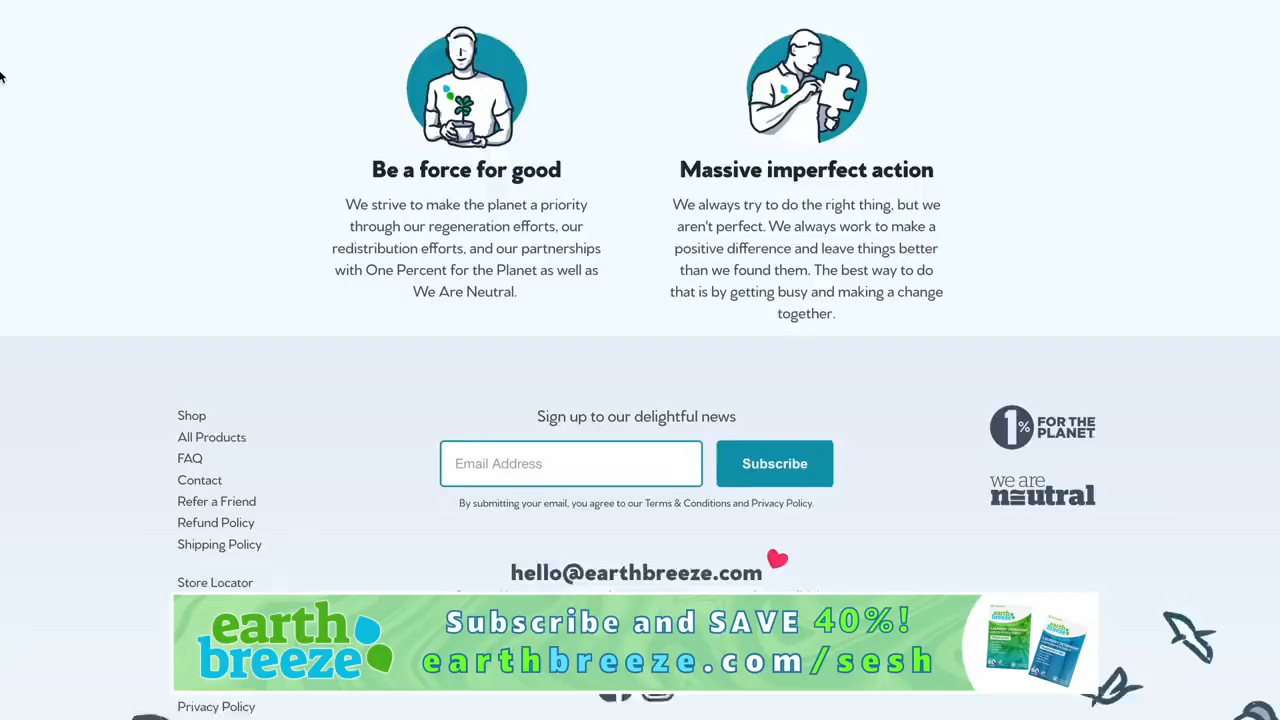 Be a force for good
We strive to make the planet a priority
through our regeneration efforts, our
redistribution efforts, and our partnerships
with One Percent for the Planet as well as
We Are Neutral.
Massive imperfect action
We always try to do the right thing, but we
aren't perfect. We always work to make a
positive difference and leave things better
than we found them. The best way to do
that is by getting busy and making a change
together.
Shop
All Products
FAQ
Contact
Refer a Friend
Refund Policy
Shipping Policy
Store Locator
Privacy Policy
Sign up to our delightful news
Email Address
Subscribe
By submitting your email, you agree to our Terms & Conditions and Privacy Policy.
hello@earthbreeze.com
1% FOR THE
PLANET
we are
neutral
earth
breeze
Subscribe and SAVE 40%!
earthbreeze.com/sesh